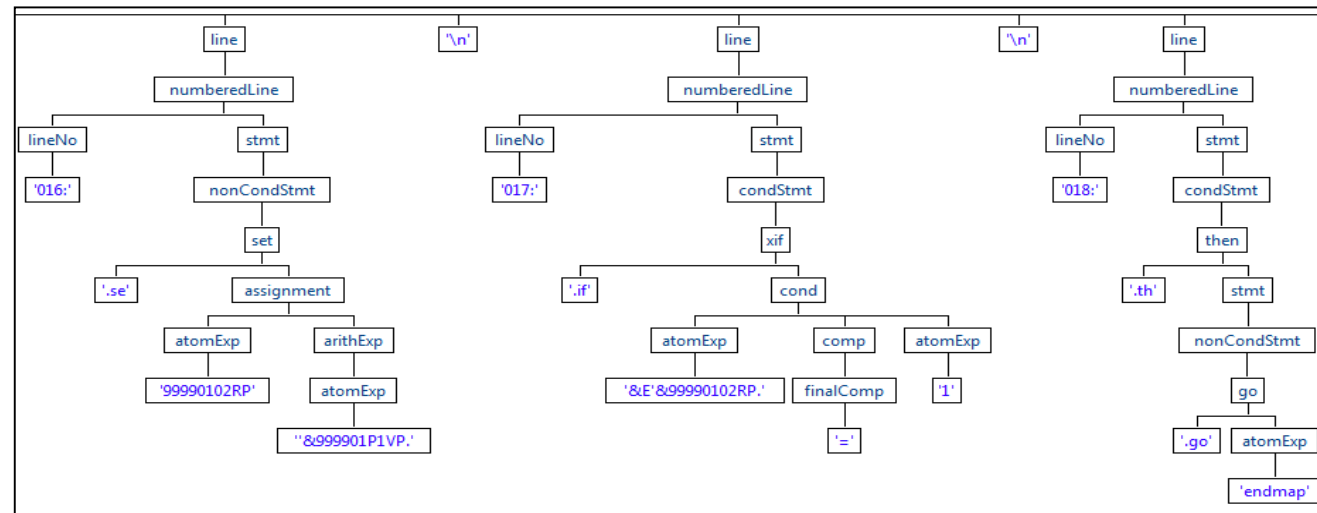 line '\n' line '\n' line
numberedLine numberedLine numberedLine
lineNo stmt lineNo stmt lineNo stmt
'016:' nonCondStmt '017:' condStmt '018:' condStmt
set xif then
'.se' assignment '.if' cond '.th' stmt
atomExp arithExp atomExp comp atomExp nonCondStmt
'99990102RP' atomExp '&E'&99990102RP.' finalComp '1' go
''&999901P1VP.' '=' '.go' atomExp
'endmap'